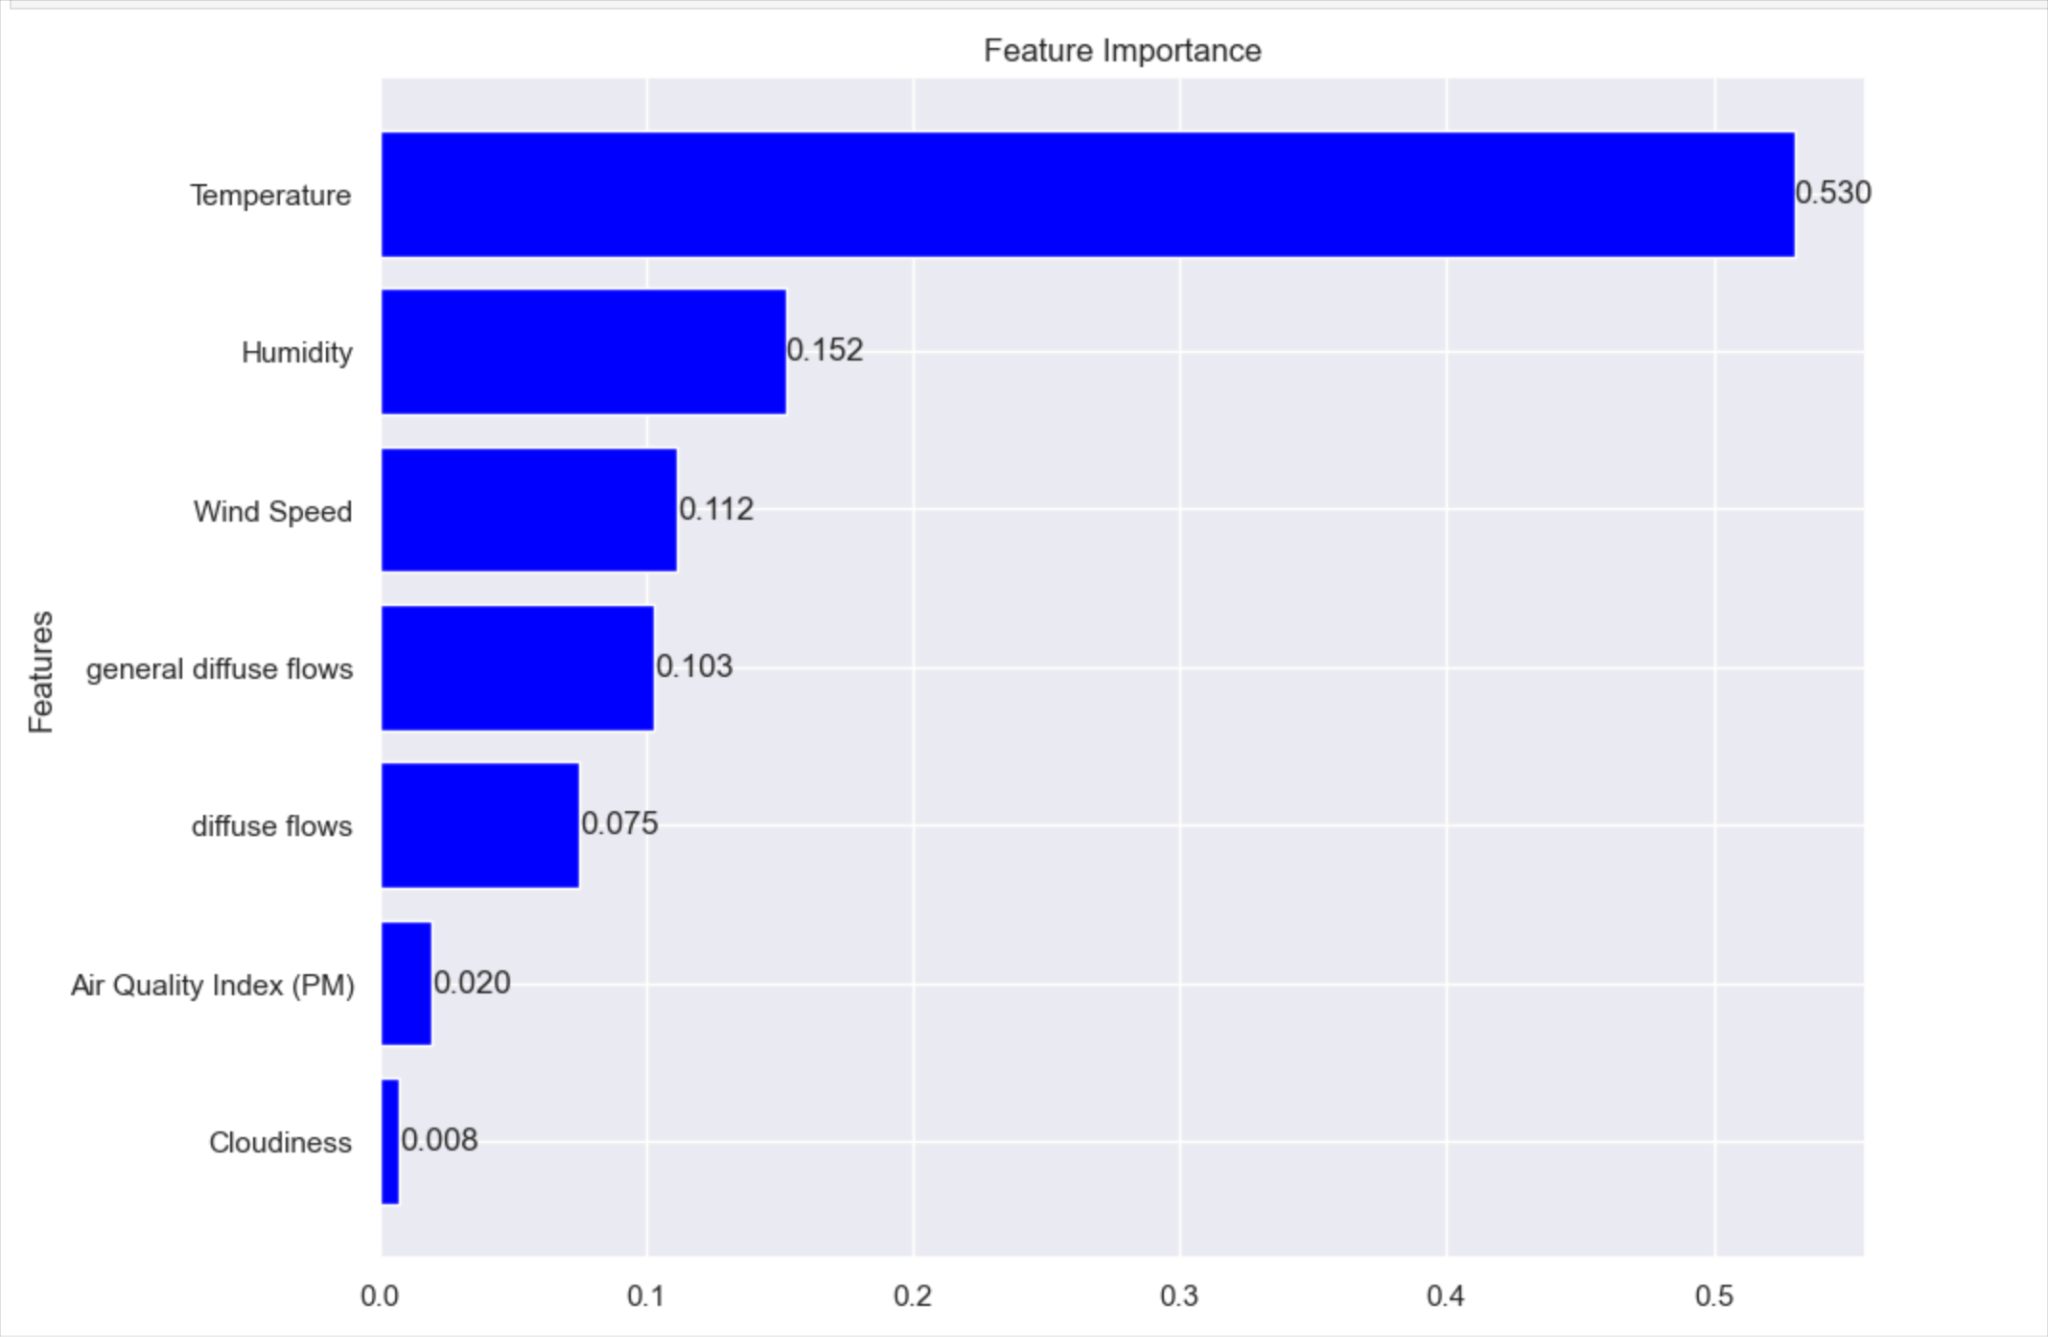 Feature Importance
Temperature
0.530
Humidity
0.152
Wind Speed
0.112
general diffuse flows
0.103
diffuse flows
0.075
Air Quality Index (PM)
0.020
Cloudiness
0.008
Features
0.0 0.1 0.2 0.3 0.4 0.5